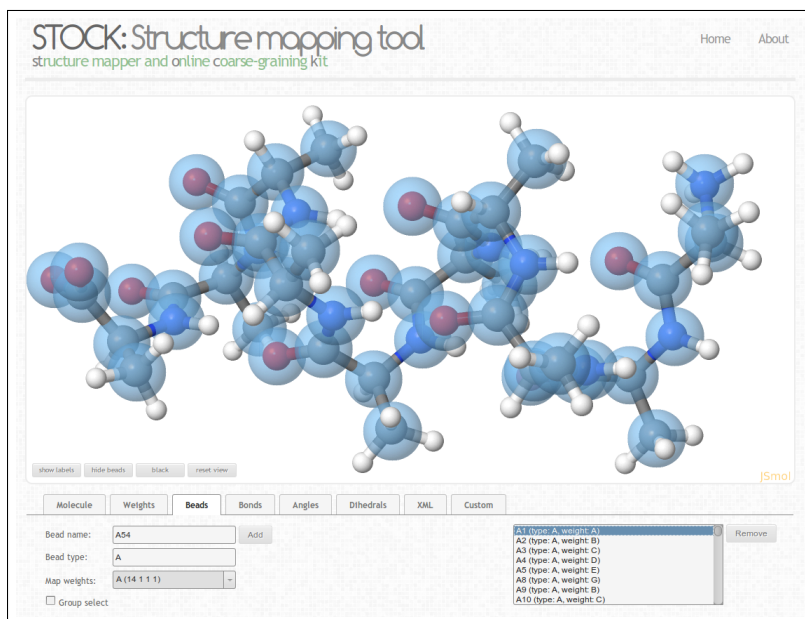 STOCK: Structure mapping tool
structure mapper and online coarse-graining kit
Home About
show labels hide beads black reset view
JSmol
Molecule Weights Beads Bonds Angles Dihedrals XML Custom
Bead name: A54 Add
Bead type: A
Map weights: A (14 1 1 1)
Group select
A1 (type: A, weight: A)
A2 (type: A, weight: B)
A3 (type: A, weight: C)
A4 (type: A, weight: D)
A5 (type: A, weight: E)
A8 (type: A, weight: G)
A9 (type: A, weight: B)
A10 (type: A, weight: C)
Remove